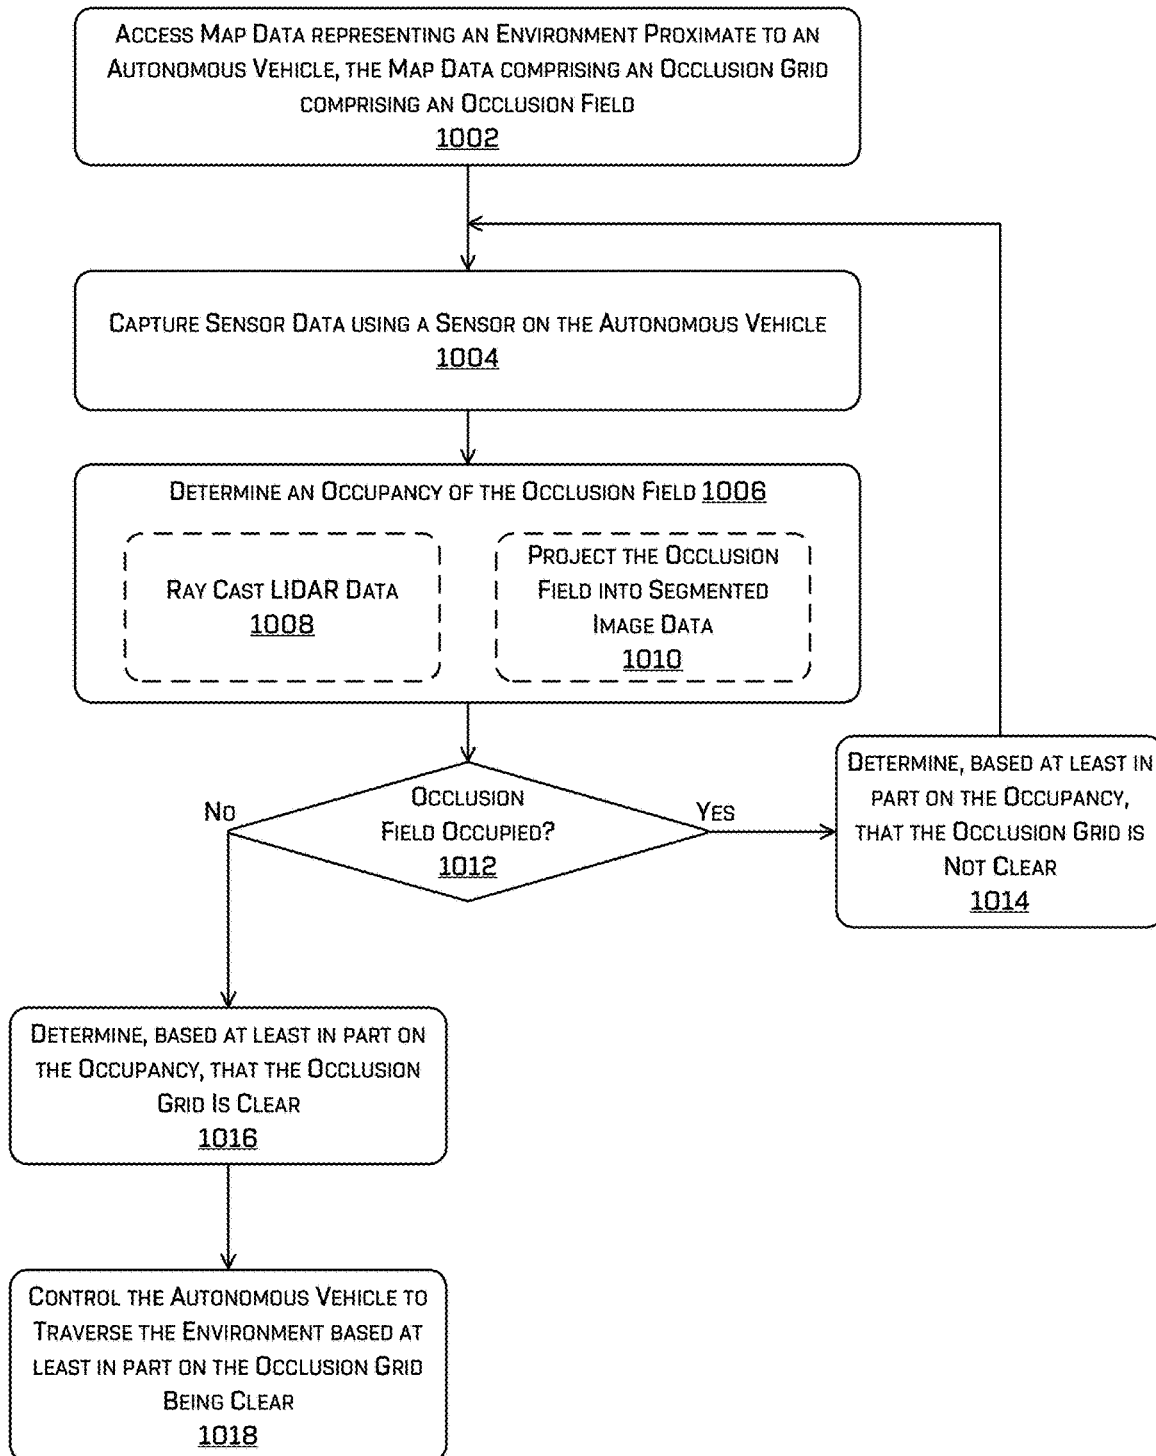 Access Map Data representing an Environment Proximate to an
Autonomous Vehicle, the Map Data comprising an Occlusion Grid
comprising an Occlusion Field
1002
Capture Sensor Data using a Sensor on the Autonomous Vehicle
1004
Determine an Occupancy of the Occlusion Field 1006
Ray Cast LIDAR Data
1008
Project the Occlusion
Field into Segmented
Image Data
1010
Occlusion
Field Occupied?
1012
No
Yes
Determine, based at least in
part on the Occupancy,
that the Occlusion Grid is
Not Clear
1014
Determine, based at least in part on
the Occupancy, that the Occlusion
Grid Is Clear
1016
Control the Autonomous Vehicle to
Traverse the Environment based at
least in part on the Occlusion Grid
Being Clear
1018